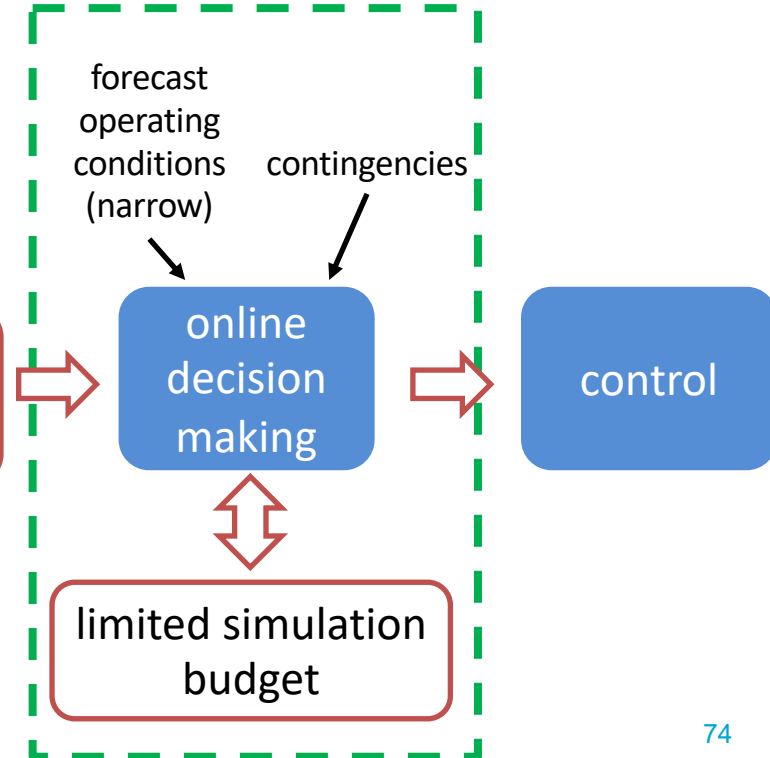 forecast
operating
conditions
(narrow)
contingencies
online
decision
making
control
limited simulation
budget
74